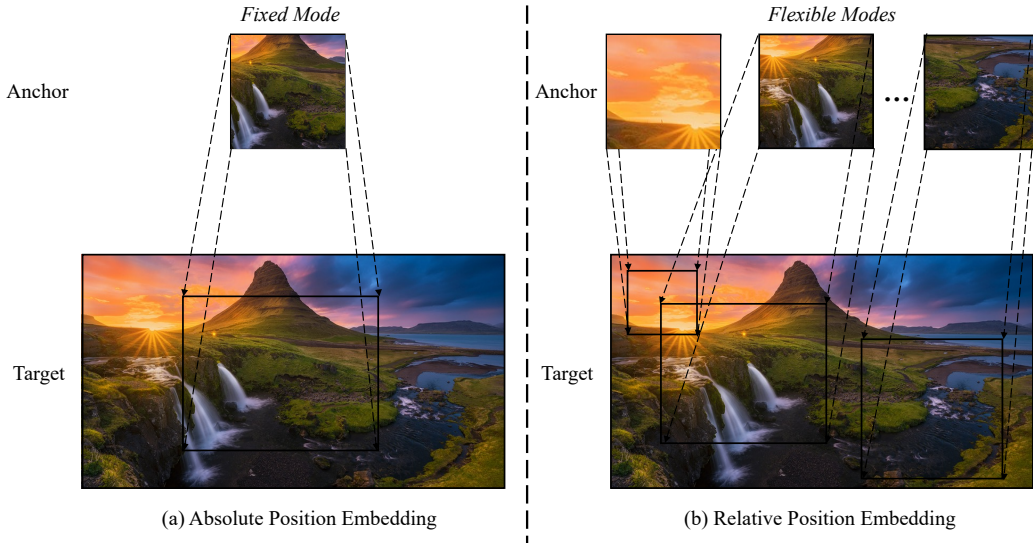 Fixed Mode
Flexible Modes
Anchor
Anchor
...
Target
Target
(a) Absolute Position Embedding
(b) Relative Position Embedding